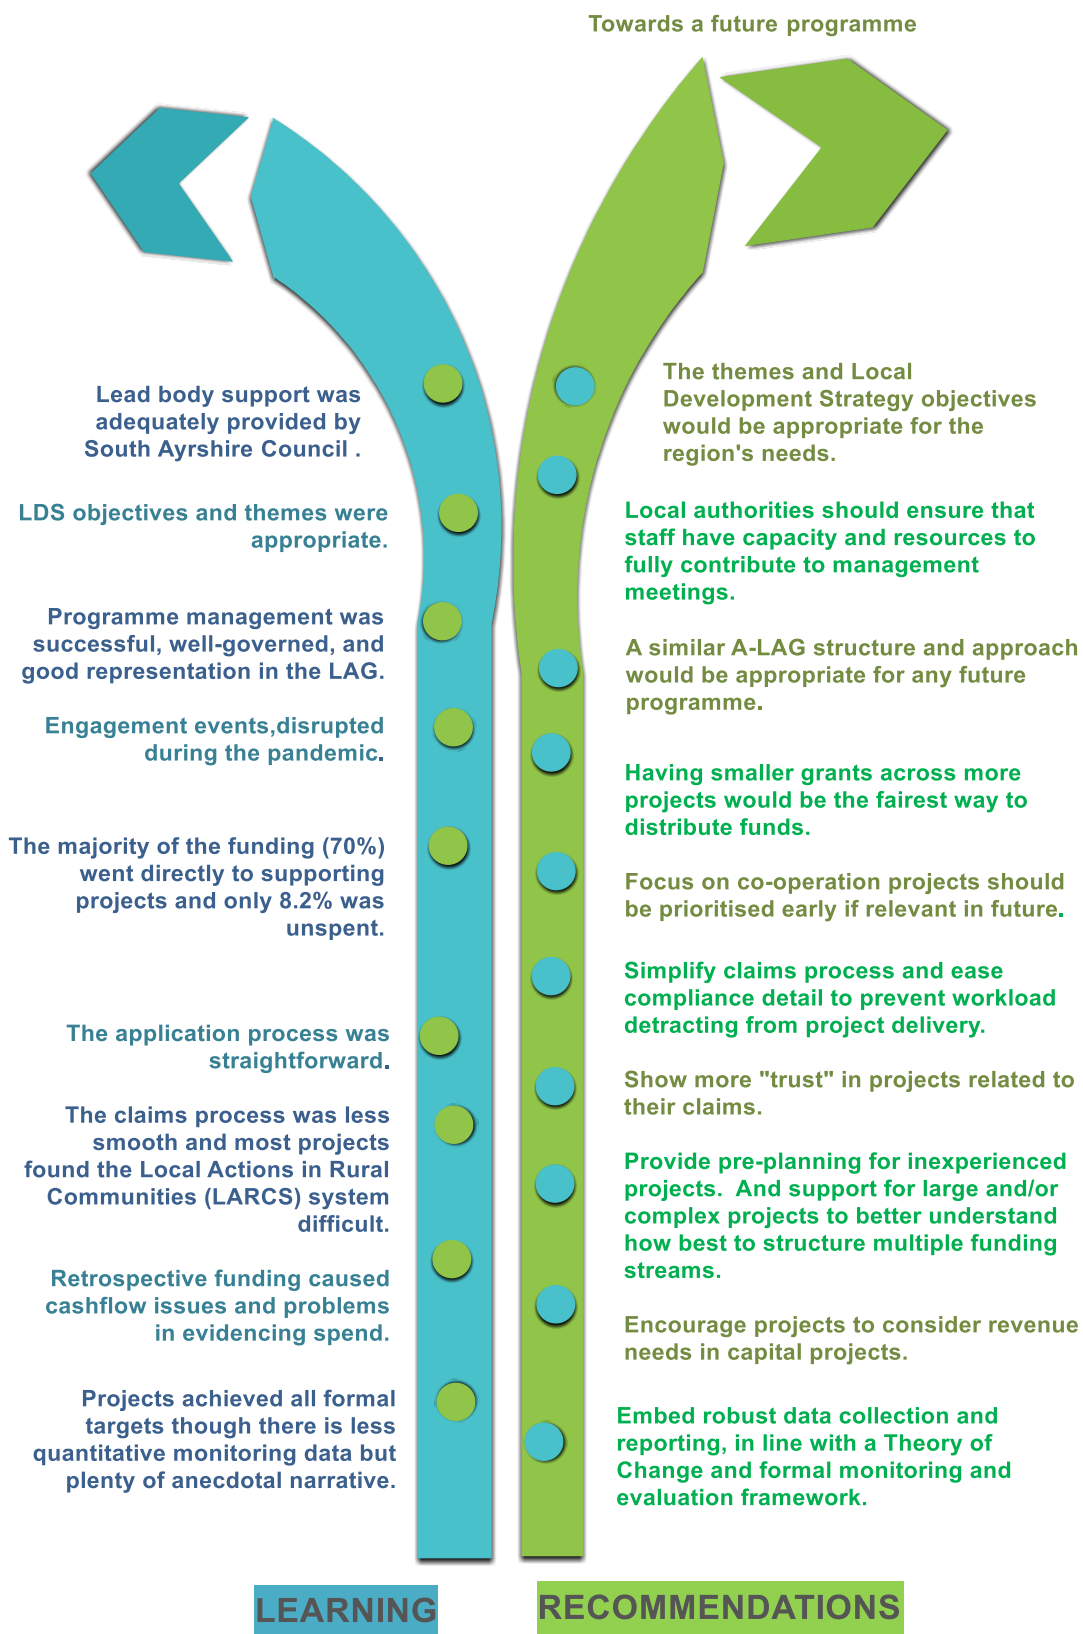 Towards a future programme
Lead body support was
adequately provided by
South Ayrshire Council .
LDS objectives and themes were
appropriate.
Programme management was
successful, well-governed, and
good representation in the LAG.
Engagement events,disrupted
during the pandemic.
The majority of the funding (70%)
went directly to supporting
projects and only 8.2% was
unspent.
The application process was
straightforward.
The claims process was less
smooth and most projects
found the Local Actions in Rural
Communities (LARCS) system
difficult.
Retrospective funding caused
cashflow issues and problems
in evidencing spend.
Projects achieved all formal
targets though there is less
quantitative monitoring data but
plenty of anecdotal narrative.
LEARNING
The themes and Local
Development Strategy objectives
would be appropriate for the
region's needs.
Local authorities should ensure that
staff have capacity and resources to
fully contribute to management
meetings.
A similar A-LAG structure and approach
would be appropriate for any future
programme.
Having smaller grants across more
projects would be the fairest way to
distribute funds.
Focus on co-operation projects should
be prioritised early if relevant in future.
Simplify claims process and ease
compliance detail to prevent workload
detracting from project delivery.
Show more "trust" in projects related to
their claims.
Provide pre-planning for inexperienced
projects.  And support for large and/or
complex projects to better understand
how best to structure multiple funding
streams.
Encourage projects to consider revenue
needs in capital projects.
Embed robust data collection and
reporting, in line with a Theory of
Change and formal monitoring and
evaluation framework.
RECOMMENDATIONS